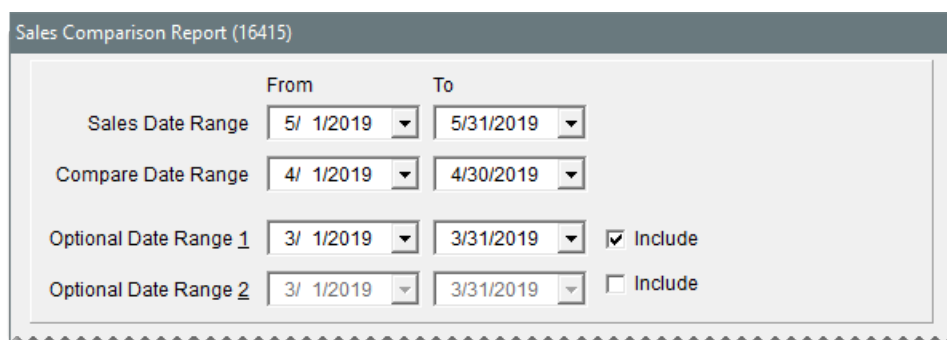 Sales Comparison Report (16415)
From To
Sales Date Range 5/ 1/2019 5/31/2019
Compare Date Range 4/ 1/2019 4/30/2019
Optional Date Range 1 3/ 1/2019 3/31/2019 Include
Optional Date Range 2 3/ 1/2019 3/31/2019 Include